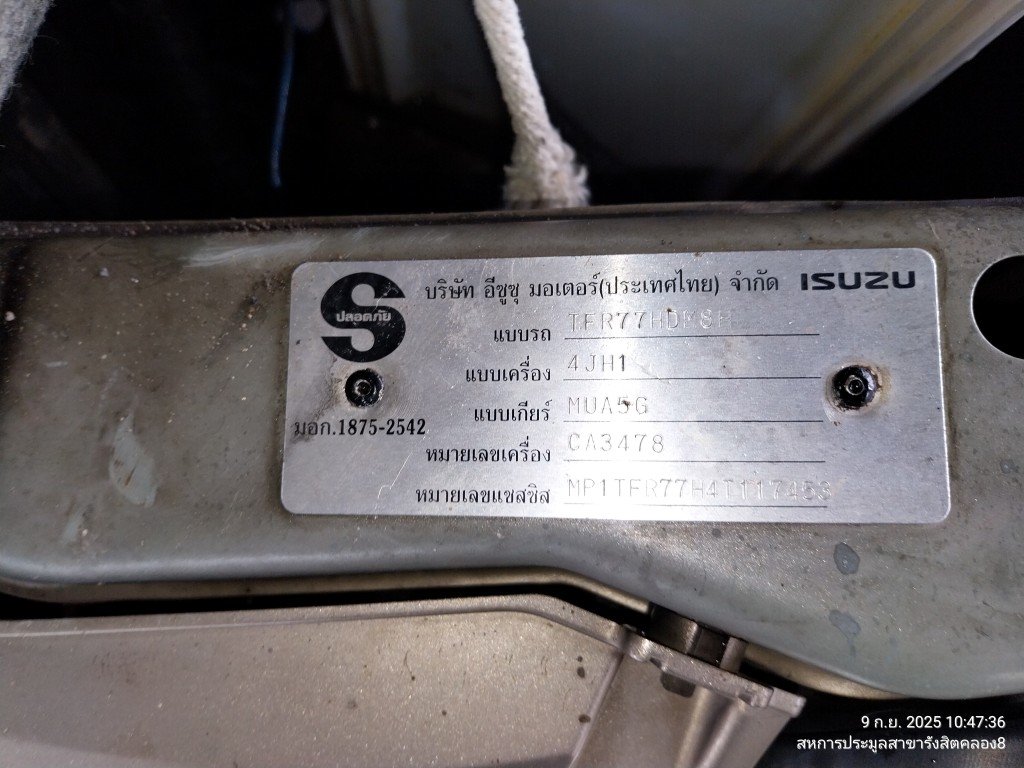 บริษัท อีซูซุ มอเตอร์(ประเทศไทย) จำกัด ISUZU
S
ปลอดภัย
มอก.1875-2542
แบบรถ TFR77HDMSH
แบบเครื่อง 4JH1
แบบเกียร์ MUA5G
หมายเลขเครื่อง CA3478
หมายเลขแชสซิส MP1TFR77H4T117453
9 ก.ย. 2025 10:47:36
สหการประมูลสาขารังสิตคลอง8